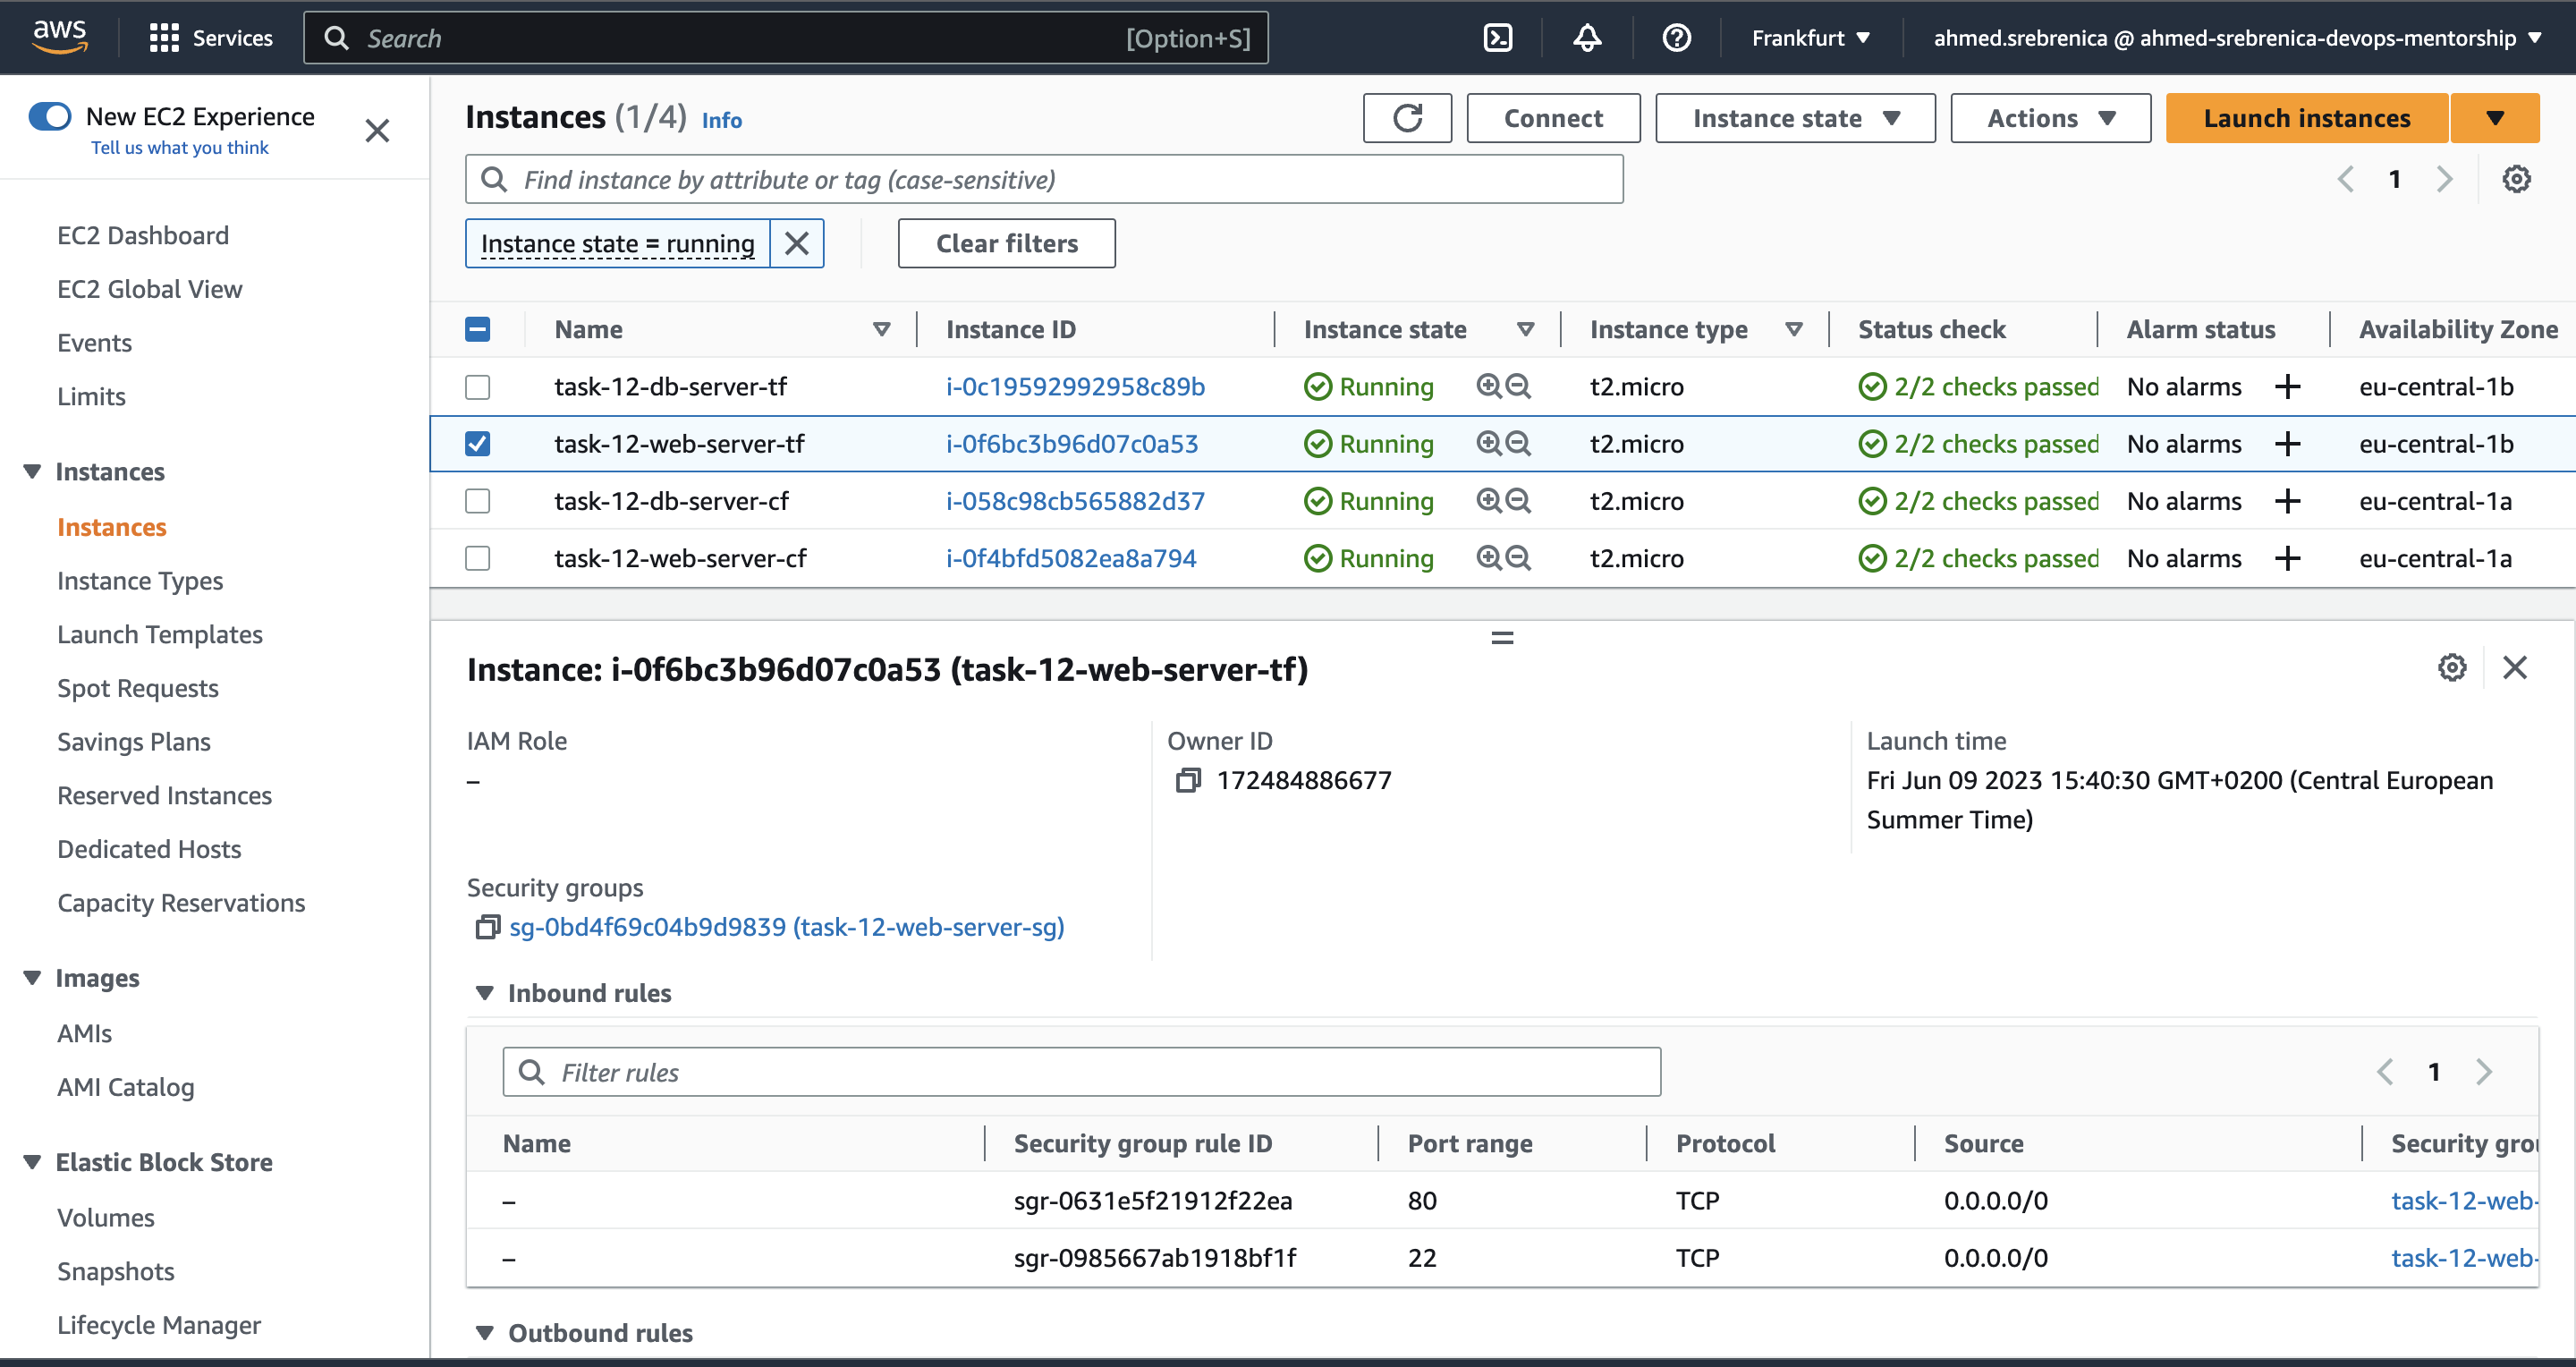 aws
Services
Search
[Option+S]
Frankfurt
ahmed.srebrenica @ ahmed-srebrenica-devops-mentorship
New EC2 Experience
Tell us what you think
EC2 Dashboard
EC2 Global View
Events
Limits
Instances
Instances
Instance Types
Launch Templates
Spot Requests
Savings Plans
Reserved Instances
Dedicated Hosts
Capacity Reservations
Images
AMIs
AMI Catalog
Elastic Block Store
Volumes
Snapshots
Lifecycle Manager
Instances (1/4) Info
Connect
Instance state
Actions
Launch instances
Find instance by attribute or tag (case-sensitive)
1
Instance state = running
Clear filters
Name Instance ID Instance state Instance type Status check Alarm status Availability Zone
task-12-db-server-tf i-0c19592992958c89b Running t2.micro 2/2 checks passed No alarms + eu-central-1b
task-12-web-server-tf i-0f6bc3b96d07c0a53 Running t2.micro 2/2 checks passed No alarms + eu-central-1b
task-12-db-server-cf i-058c98cb565882d37 Running t2.micro 2/2 checks passed No alarms + eu-central-1a
task-12-web-server-cf i-0f4bfd5082ea8a794 Running t2.micro 2/2 checks passed No alarms + eu-central-1a
Instance: i-0f6bc3b96d07c0a53 (task-12-web-server-tf)
IAM Role
–
Owner ID
172484886677
Launch time
Fri Jun 09 2023 15:40:30 GMT+0200 (Central European
Summer Time)
Security groups
sg-0bd4f69c04b9d9839 (task-12-web-server-sg)
Inbound rules
Filter rules
1
Name Security group rule ID Port range Protocol Source Security grou
– sgr-0631e5f21912f22ea 80 TCP 0.0.0.0/0 task-12-web-
– sgr-0985667ab1918bf1f 22 TCP 0.0.0.0/0 task-12-web-
Outbound rules